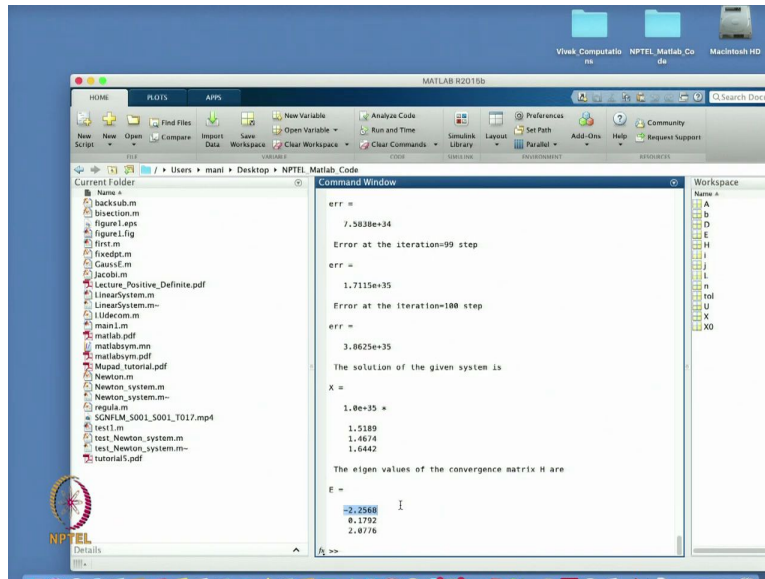 Vivek_Computatio
ns
NPTEL_Matlab_Co
de
Macintosh HD
MATLAB R2015b
HOME
PLOTS
APPS
Search Doc
New
Script
New
Open
Find Files
Compare
Import
Data
Save
Workspace
New Variable
Open Variable
Clear Workspace
Analyze Code
Run and Time
Clear Commands
Simulink
Library
Layout
Preferences
Set Path
Parallel
Add-Ons
Help
Community
Request Support
FILE
VARIABLE
CODE
SIMULINK
ENVIRONMENT
RESOURCES
/ Users mani Desktop NPTEL_Matlab_Code
Current Folder
Name
backsub.m
bisection.m
figure1.eps
figure1.fig
first.m
fixedpt.m
GaussE.m
Jacobi.m
Lecture_Positive_Definite.pdf
LinearSystem.m
LinearSystem.m~
LUdecom.m
main1.m
matlab.pdf
matlabsym.mn
matlabsym.pdf
Mupad_tutorial.pdf
Newton.m
Newton_system.m
Newton_system.m~
regula.m
SGNFLM_S001_S001_T017.mp4
test1.m
test_Newton_system.m
test_Newton_system.m~
tutorial5.pdf
Details
Command Window
err =
7.5838e+34
Error at the iteration=99 step
err =
1.7115e+35
Error at the iteration=100 step
err =
3.8625e+35
The solution of the given system is
X =
1.0e+35 *
1.5189
1.4674
1.6442
The eigen values of the convergence matrix H are
E =
-2.2568
0.1792
2.0776
fx >>
Workspace
Name
A
b
D
E
H
i
j
L
n
tol
U
X
X0
NPTEL